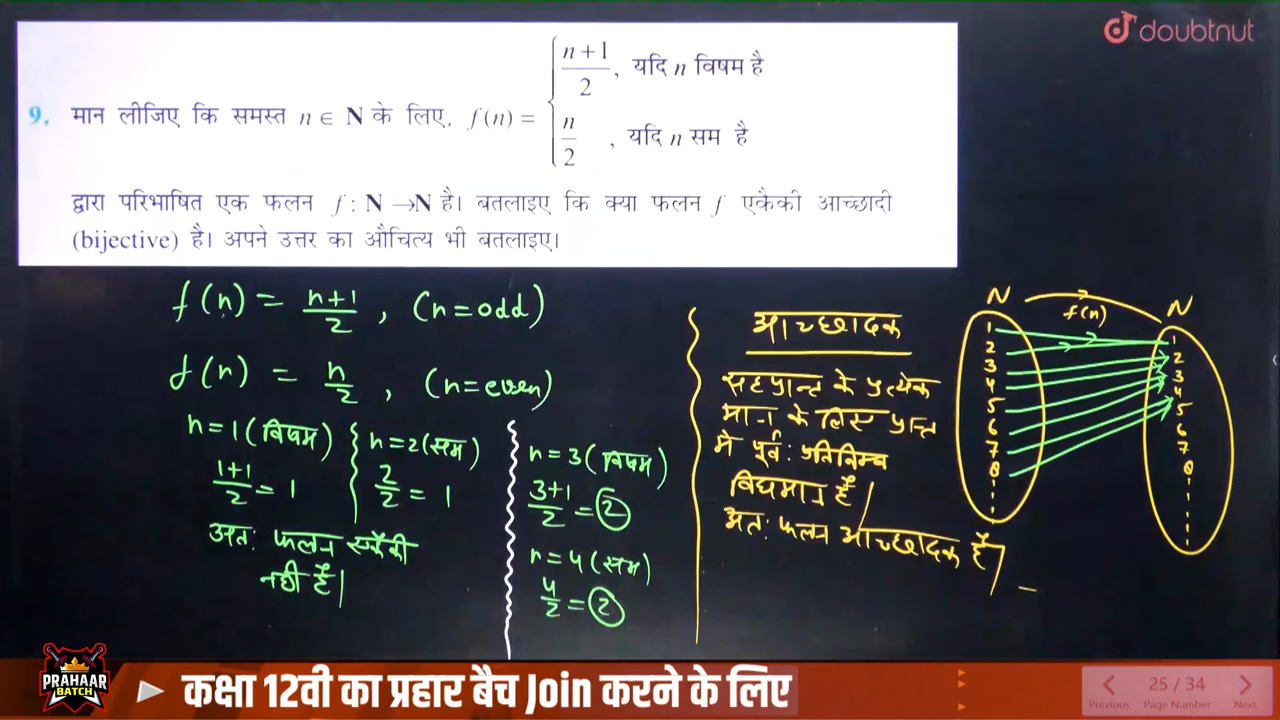 doubtnut
9. मान लीजिए कि समस्त n ∈ N के लिए, f(n) = { n+1/2, यदि n विषम है
n/2 , यदि n सम है
द्वारा परिभाषित एक फलन f : N →N है। बतलाइए कि क्या फलन f एकैकी आच्छादी
(bijective) है। अपने उत्तर का औचित्य भी बतलाइए।
f(n) = n+1/2 , (n=odd)
f(n) = n/2 , (n=even)
n=1(विषम)
1+1/2 = 1
n=2(सम)
2/2 = 1
अतः फलन एकैकी
नही है|
n=3(विषम)
3+1/2 = 2
n=4(सम)
4/2 = 2
आच्छादक
सहप्रान्त के प्रत्येक
मान के लिए प्रान्त
मे पूर्व: प्रतिबिम्ब
विद्यमान है|
अत: फलन आच्छादक है|
N f(n) N
1 1
2 2
3 3
4 4
5 5
6 6
7 7
8 8
PRAHAAR
BATCH
कक्षा 12वी का प्रहार बैच Join करने के लिए
25 / 34
Previous Page Number Next